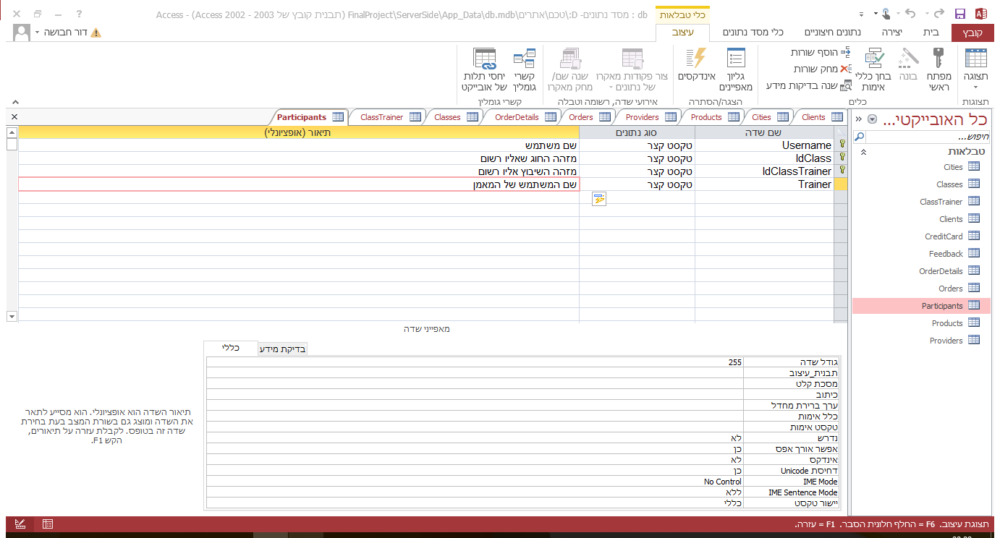 כלי טבלאות
db : מסד נתונים- D:\טכם\אתרים\FinalProject\ServerSide\App_Data\db.mdb (תבנית קובץ של Access 2002 - 2003) - Access
קובץ
בית
יצירה
נתונים חיצוניים
כלי מסד נתונים
עיצוב
דור חבושה
תצוגה
מפתח ראשי
בונה
בחן כללי אימות
הוסף שורות
מחק שורות
שנה בדיקות מידע
גליון מאפיינים
אינדקסים
צור פקודות מאקרו של נתונים
שנה שם/ מחק מאקרו
קשרי גומלין
יחסי תלות של אובייקט
תצוגות
כלים
הצגה/הסתרה
אירועי שדה, רשומה וטבלה
קשרי גומלין
כל האובייקטי...
חיפוש...
טבלאות
Cities
Classes
ClassTrainer
Clients
CreditCard
Feedback
OrderDetails
Orders
Participants
Products
Providers
Clients
Cities
Products
Providers
Orders
OrderDetails
Classes
ClassTrainer
Participants
שם שדה סוג נתונים תיאור (אופציונלי)
Username טקסט קצר שם משתמש
IdClass טקסט קצר מזהה החוג שאליו רשום
IdClassTrainer טקסט קצר מזהה השיבוץ אליו רשום
Trainer טקסט קצר שם המשתמש של המאמן
מאפייני שדה
כללי
בדיקת מידע
גודל שדה 255
תבנית_עיצוב
מסכת קלט
כיתוב
ערך ברירת מחדל
כלל אימות
טקסט אימות
נדרש לא
אפשר אורך אפס כן
אינדקס לא
דחיסת Unicode כן
IME Mode No Control
IME Sentence Mode ללא
יישור טקסט כללי
תיאור השדה הוא אופציונלי. הוא מסייע לתאר
את השדה ומוצג גם בשורת המצב בעת בחירת
שדה זה בטופס. לקבלת עזרה על תיאורים,
הקש F1.
תצוגת עיצוב. F6 = החלף חלונית הסבר. F1 = עזרה.